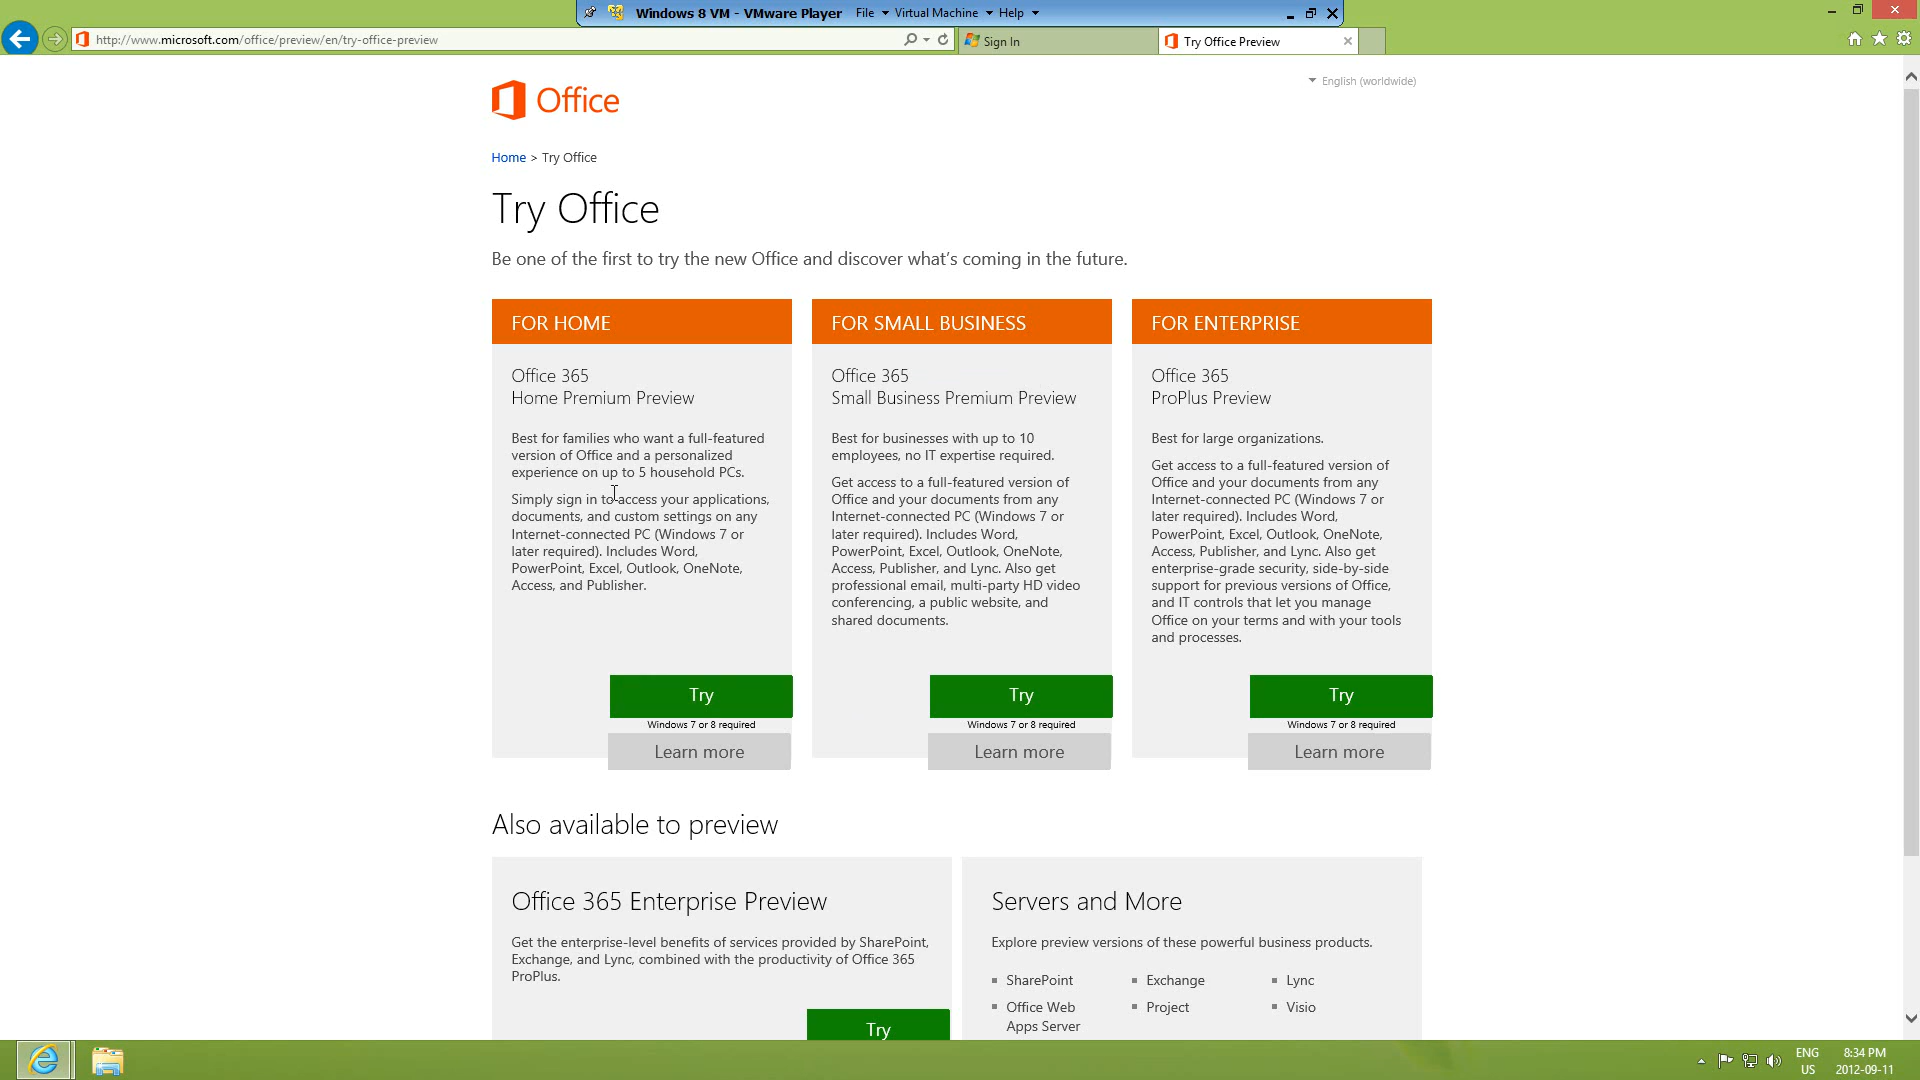 Windows 8 VM - VMware Player File Virtual Machine Help
http://www.microsoft.com/office/preview/en/try-office-preview
Sign In
Try Office Preview
English (worldwide)
Office
Home > Try Office
Try Office
Be one of the first to try the new Office and discover what's coming in the future.
FOR HOME
Office 365
Home Premium Preview
Best for families who want a full-featured
version of Office and a personalized
experience on up to 5 household PCs.
Simply sign in to access your applications,
documents, and custom settings on any
Internet-connected PC (Windows 7 or
later required). Includes Word,
PowerPoint, Excel, Outlook, OneNote,
Access, and Publisher.
Try
Windows 7 or 8 required
Learn more
FOR SMALL BUSINESS
Office 365
Small Business Premium Preview
Best for businesses with up to 10
employees, no IT expertise required.
Get access to a full-featured version of
Office and your documents from any
Internet-connected PC (Windows 7 or
later required). Includes Word,
PowerPoint, Excel, Outlook, OneNote,
Access, Publisher, and Lync. Also get
professional email, multi-party HD video
conferencing, a public website, and
shared documents.
Try
Windows 7 or 8 required
Learn more
FOR ENTERPRISE
Office 365
ProPlus Preview
Best for large organizations.
Get access to a full-featured version of
Office and your documents from any
Internet-connected PC (Windows 7 or
later required). Includes Word,
PowerPoint, Excel, Outlook, OneNote,
Access, Publisher, and Lync. Also get
enterprise-grade security, side-by-side
support for previous versions of Office,
and IT controls that let you manage
Office on your terms and with your tools
and processes.
Try
Windows 7 or 8 required
Learn more
Also available to preview
Office 365 Enterprise Preview
Get the enterprise-level benefits of services provided by SharePoint,
Exchange, and Lync, combined with the productivity of Office 365
ProPlus.
Try
Servers and More
Explore preview versions of these powerful business products.
SharePoint
Exchange
Lync
Office Web
Apps Server
Project
Visio
ENG
US
8:34 PM
2012-09-11